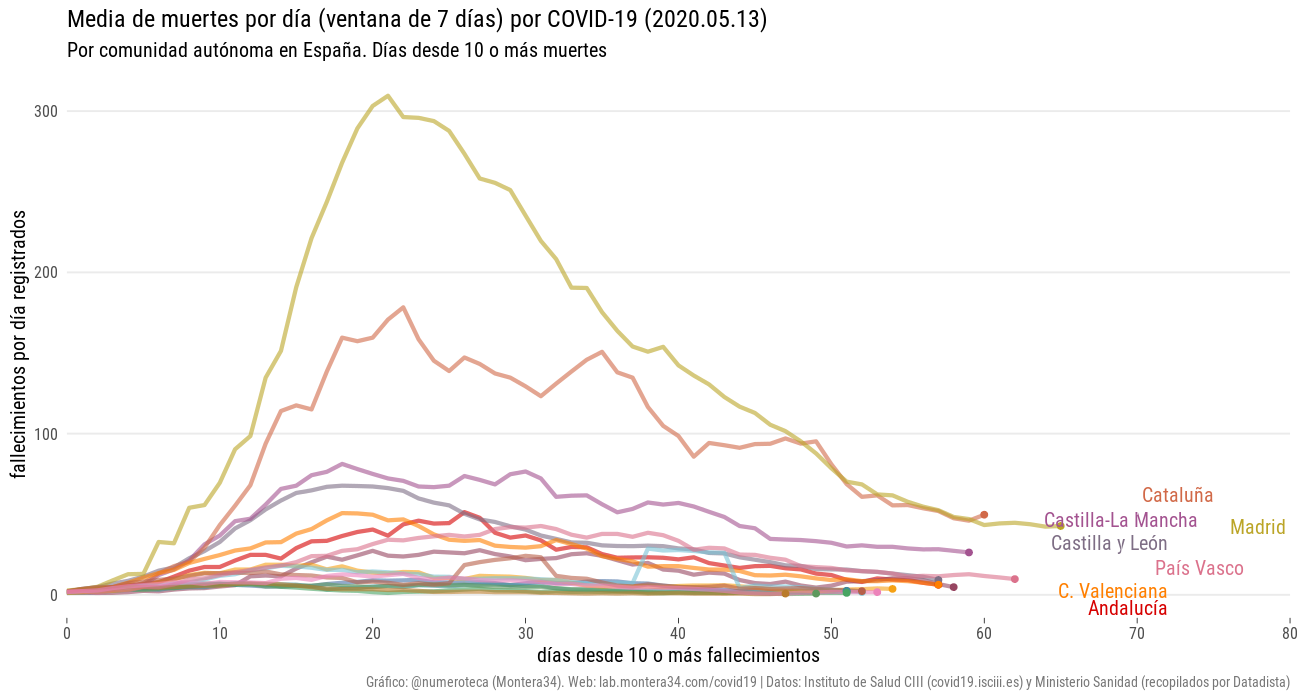 Media de muertes por día (ventana de 7 días) por COVID-19 (2020.05.13)
Por comunidad autónoma en España. Días desde 10 o más muertes
fallecimientos por día registrados
300
200
100
0
Cataluña
Castilla-La Mancha
Madrid
Castilla y León
País Vasco
C. Valenciana
Andalucía
0 10 20 30 40 50 60 70 80
días desde 10 o más fallecimientos
Gráfico: @numeroteca (Montera34). Web: lab.montera34.com/covid19 | Datos: Instituto de Salud CIII (covid19.isciii.es) y Ministerio Sanidad (recopilados por Datadista)